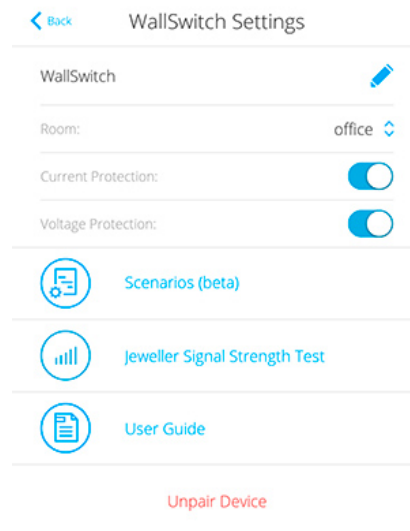 Back WallSwitch Settings
WallSwitch
Room: office
Current Protection:
Voltage Protection:
Scenarios (beta)
Jeweller Signal Strength Test
User Guide
Unpair Device